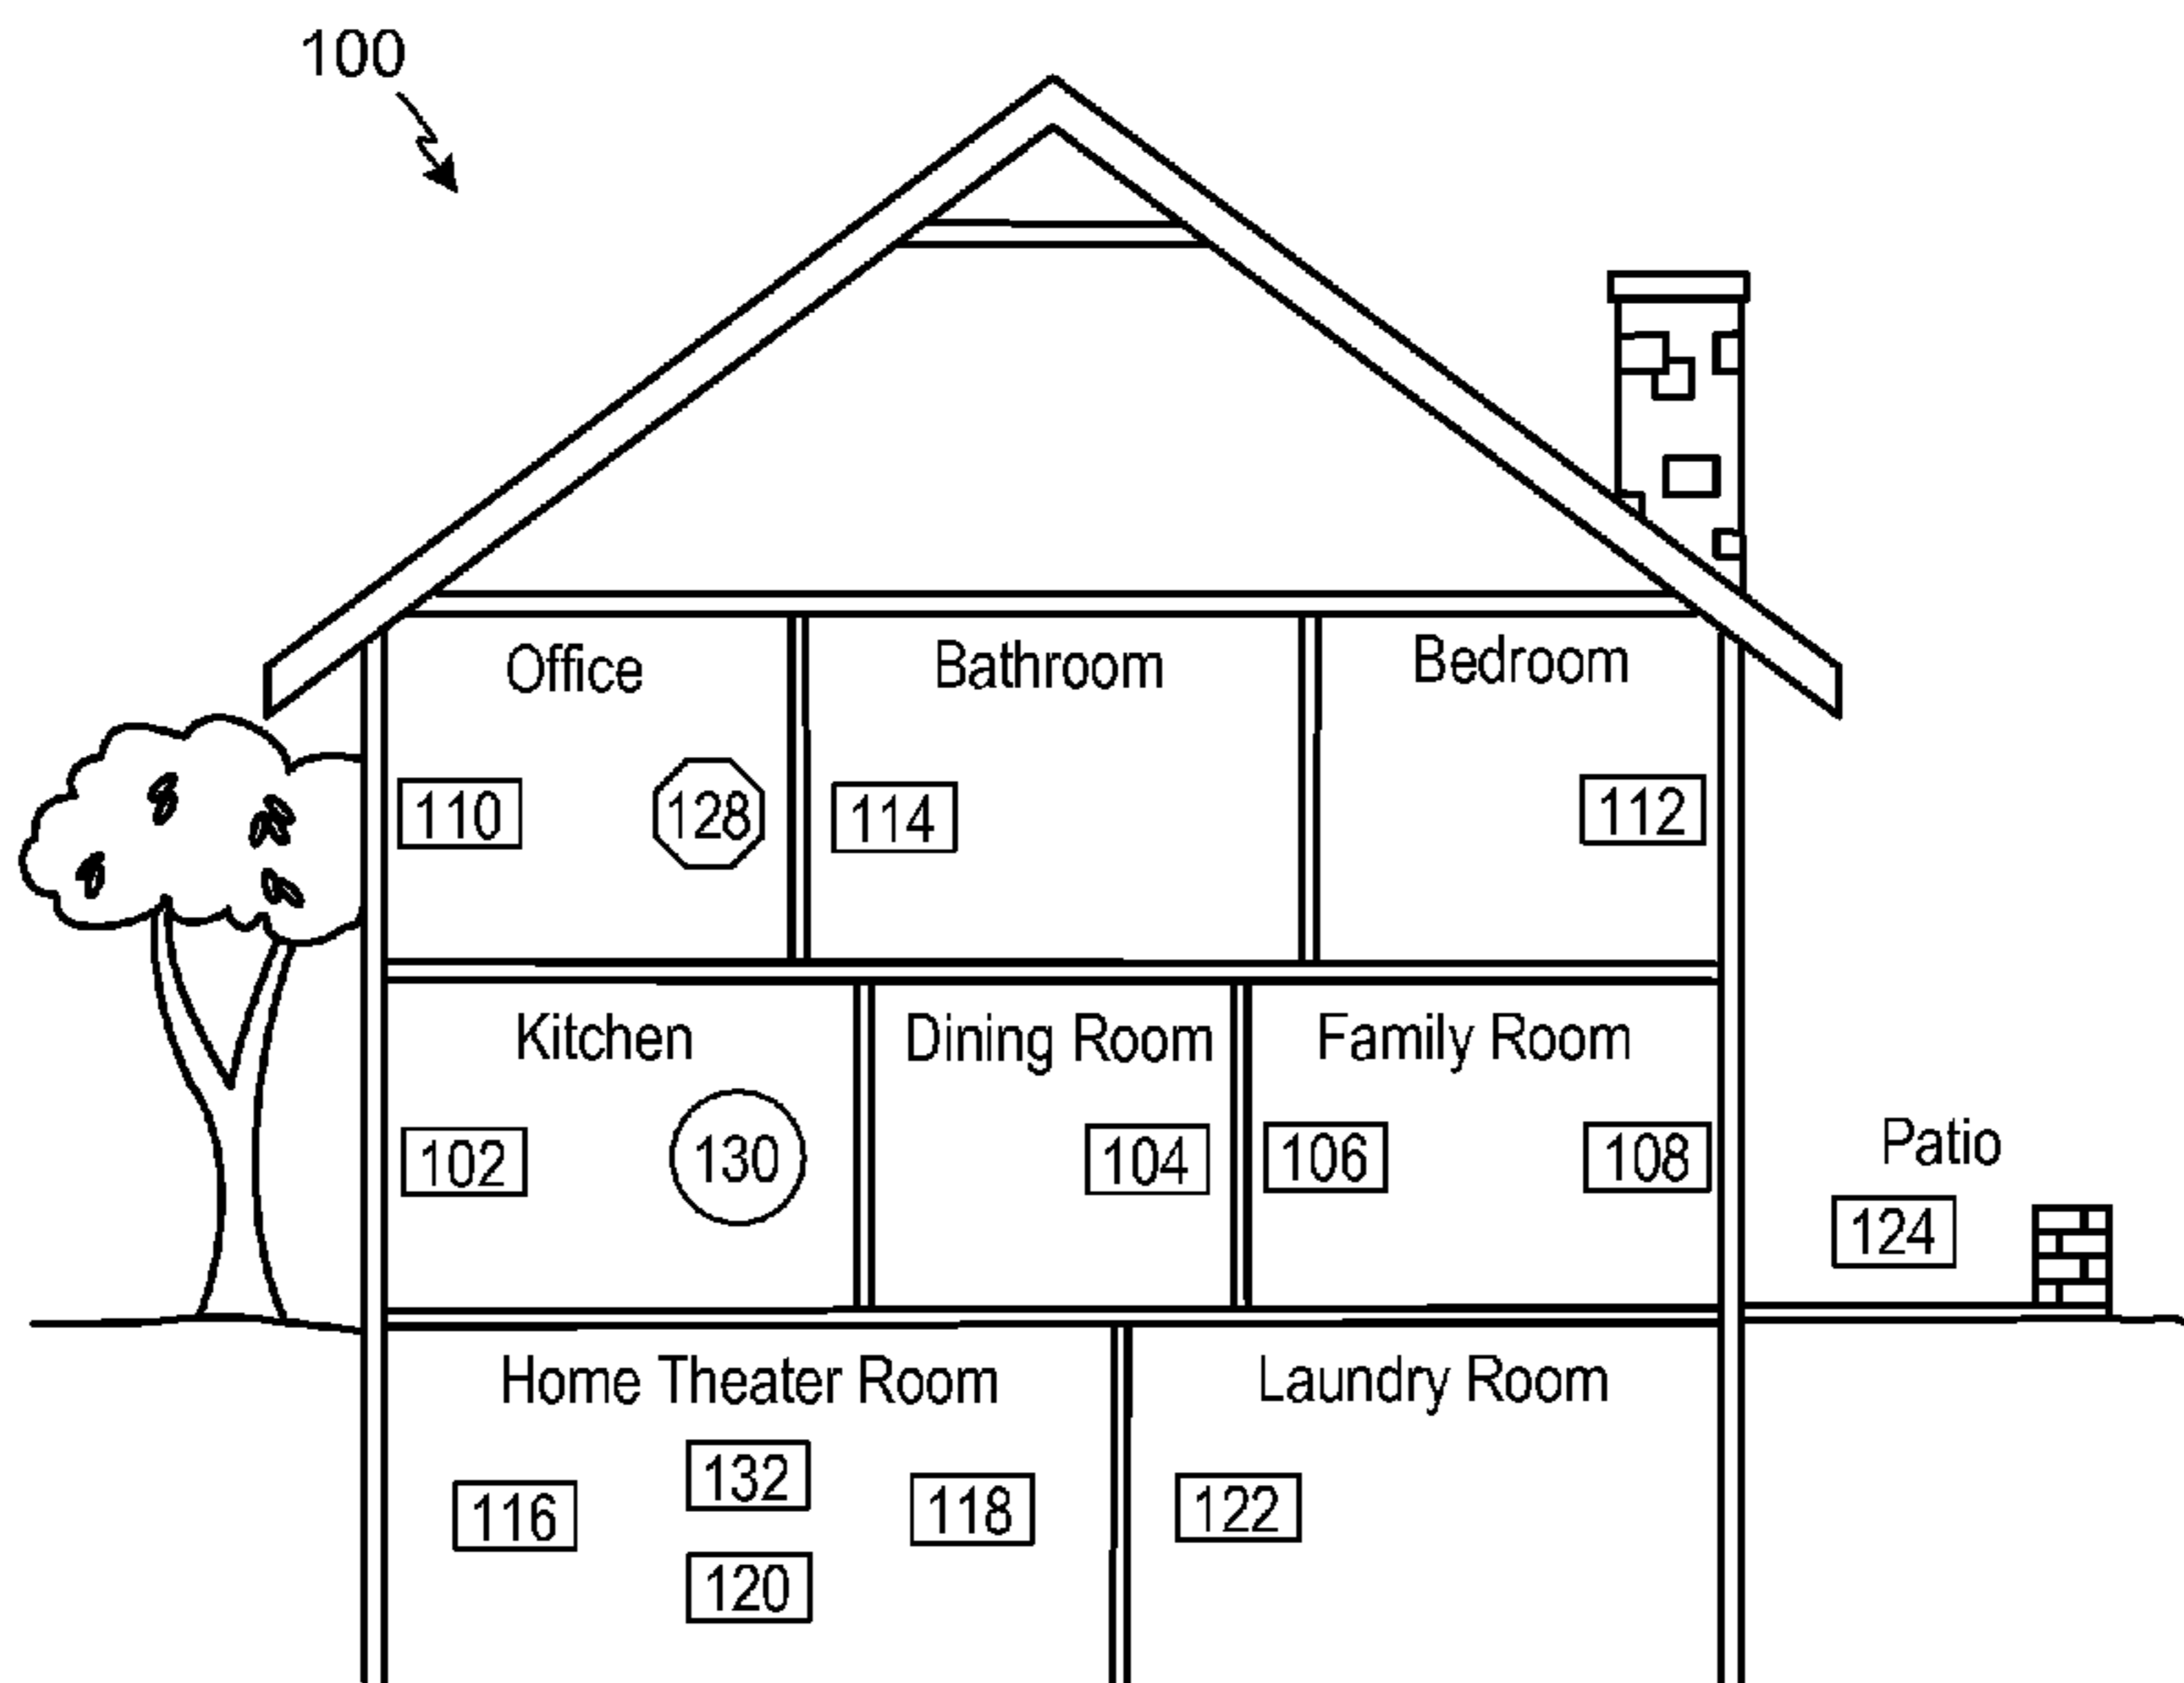 100
Office
Bathroom
Bedroom
110
128
114
112
Kitchen
Dining Room
Family Room
102
130
104
106
108
Patio
124
Home Theater Room
Laundry Room
116
132
118
122
120